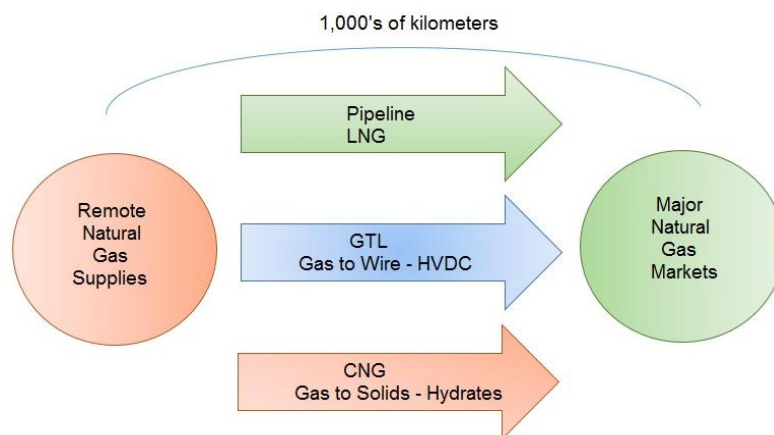 1,000's of kilometers
Pipeline
LNG
Remote
Natural
Gas
Supplies
GTL
Gas to Wire - HVDC
Major
Natural
Gas
Markets
CNG
Gas to Solids - Hydrates